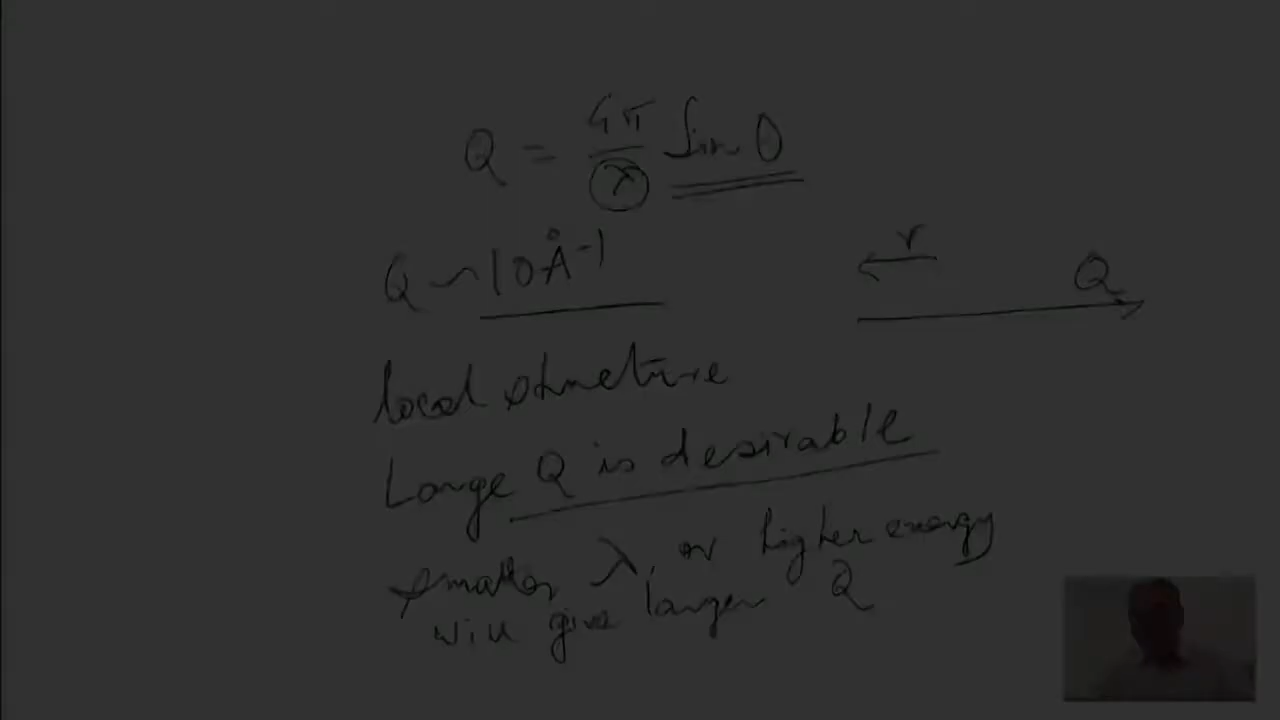 Q = 4π/λ Sin θ
Q ~ 10 Å⁻¹
r
Q
local structure
Large Q is desirable
smaller λ, or higher energy
will give larger Q